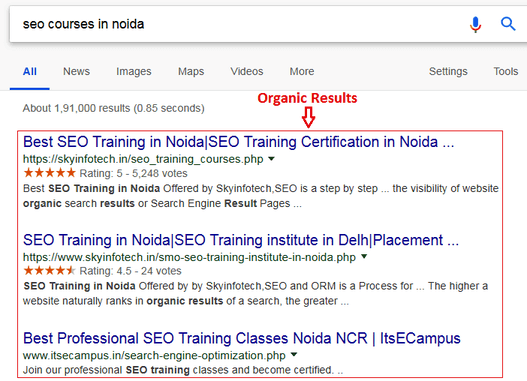 seo courses in noida
All News Images Maps Videos More Settings Tools
About 1,91,000 results (0.85 seconds)
Organic Results
Best SEO Training in Noida|SEO Training Certification in Noida ...
https://skyinfotech.in/seo_training_courses.php
Rating: 5 - 5,248 votes
Best SEO Training in Noida Offered by Skyinfotech,SEO is a step by step ... the visibility of website
organic search results or Search Engine Result Pages ...
SEO Training in Noida|SEO Training institute in Delh|Placement ...
https://www.skyinfotech.in/smo-seo-training-institute-in-noida.php
Rating: 4.5 - 24 votes
SEO Training in Noida Offered by by Skyinfotech,SEO and ORM is a Process for ... The higher a
website naturally ranks in organic results of a search, the greater ...
Best Professional SEO Training Classes Noida NCR | ItsECampus
www.itsecampus.in/search-engine-optimization.php
Join our professional SEO training classes and become certified. ..